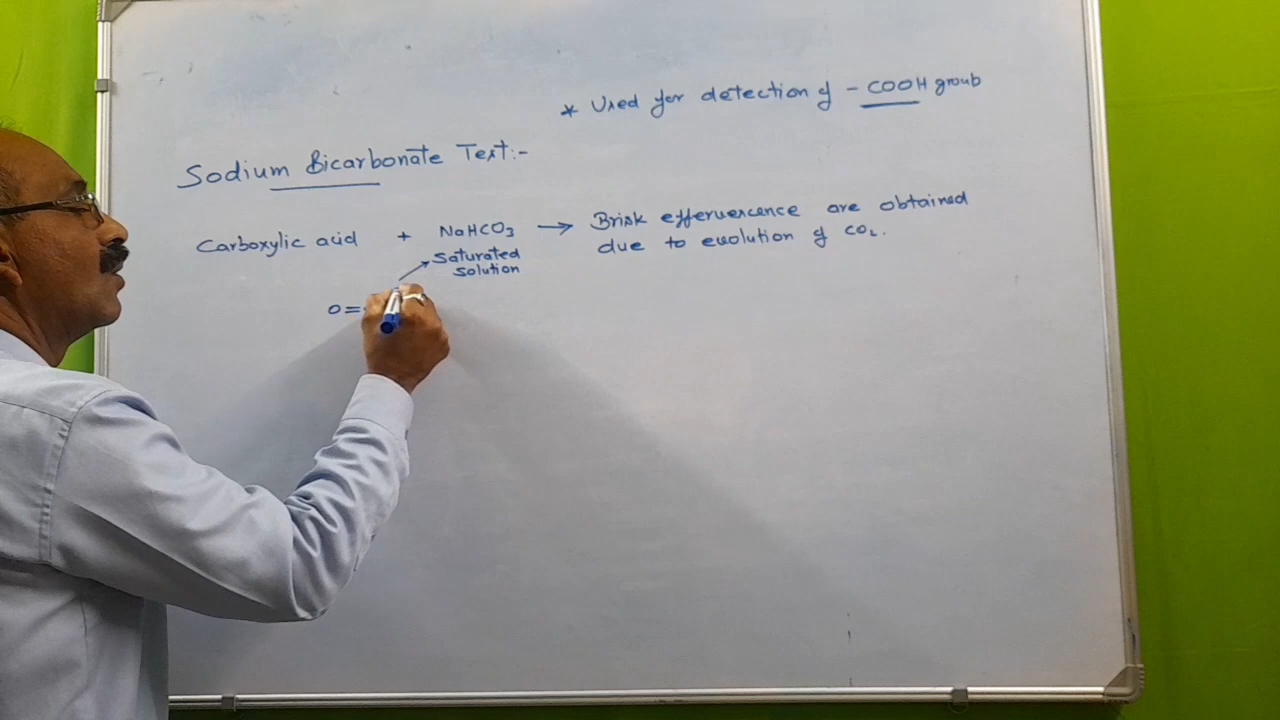 * Used for detection of - COOH group
Sodium Bicarbonate Test:-
Carboxylic acid + NaHCO3 → Brisk effervescence are obtained
due to evolution of CO2.
Saturated
solution
O=